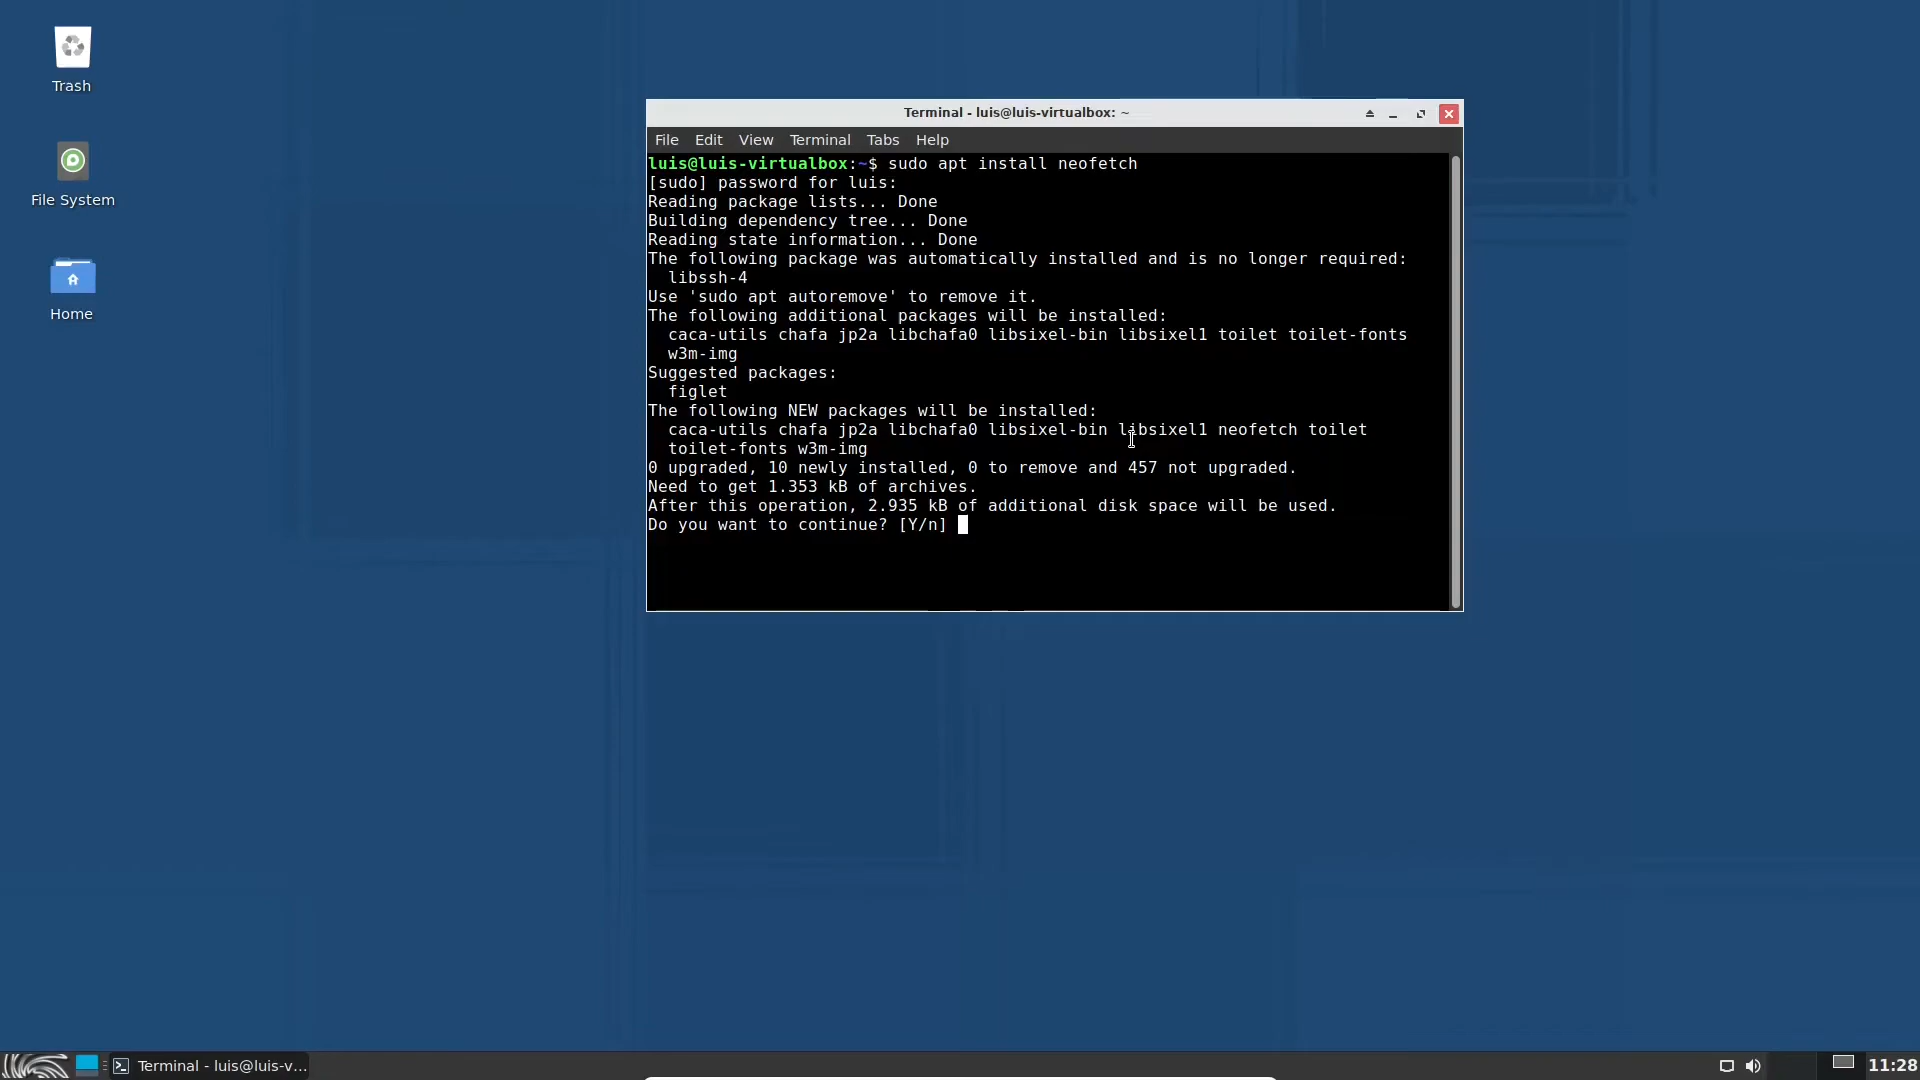 Trash
File System
Home
Terminal - luis@luis-virtualbox: ~
File Edit View Terminal Tabs Help
luis@luis-virtualbox:~$ sudo apt install neofetch
[sudo] password for luis:
Reading package lists... Done
Building dependency tree... Done
Reading state information... Done
The following package was automatically installed and is no longer required:
  libssh-4
Use 'sudo apt autoremove' to remove it.
The following additional packages will be installed:
  caca-utils chafa jp2a libchafa0 libsixel-bin libsixel1 toilet toilet-fonts
  w3m-img
Suggested packages:
  figlet
The following NEW packages will be installed:
  caca-utils chafa jp2a libchafa0 libsixel-bin libsixel1 neofetch toilet
  toilet-fonts w3m-img
0 upgraded, 10 newly installed, 0 to remove and 457 not upgraded.
Need to get 1.353 kB of archives.
After this operation, 2.935 kB of additional disk space will be used.
Do you want to continue? [Y/n]
Terminal - luis@luis-v...
11:28